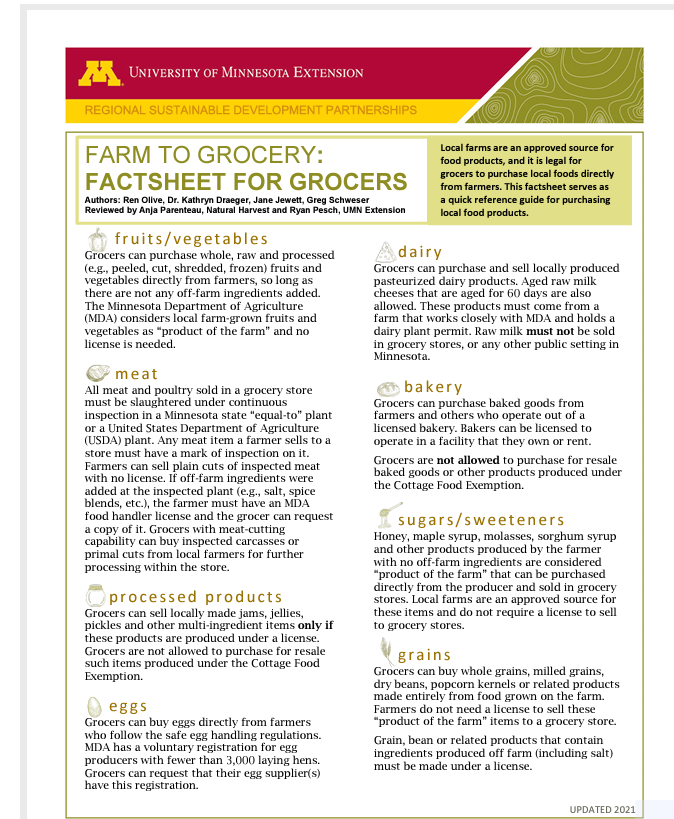 UNIVERSITY OF MINNESOTA EXTENSION
REGIONAL SUSTAINABLE DEVELOPMENT PARTNERSHIPS
FARM TO GROCERY:
FACTSHEET FOR GROCERS
Authors: Ren Olive, Dr. Kathryn Draeger, Jane Jewett, Greg Schweser
Reviewed by Anja Parenteau, Natural Harvest and Ryan Pesch, UMN Extension
Local farms are an approved source for
food products, and it is legal for
grocers to purchase local foods directly
from farmers. This factsheet serves as
a quick reference guide for purchasing
local food products.
fruits/vegetables
Grocers can purchase whole, raw and processed
(e.g., peeled, cut, shredded, frozen) fruits and
vegetables directly from farmers, so long as
there are not any off-farm ingredients added.
The Minnesota Department of Agriculture
(MDA) considers local farm-grown fruits and
vegetables as “product of the farm” and no
license is needed.
meat
All meat and poultry sold in a grocery store
must be slaughtered under continuous
inspection in a Minnesota state “equal-to” plant
or a United States Department of Agriculture
(USDA) plant. Any meat item a farmer sells to a
store must have a mark of inspection on it.
Farmers can sell plain cuts of inspected meat
with no license. If off-farm ingredients were
added at the inspected plant (e.g., salt, spice
blends, etc.), the farmer must have an MDA
food handler license and the grocer can request
a copy of it. Grocers with meat-cutting
capability can buy inspected carcasses or
primal cuts from local farmers for further
processing within the store.
processed products
Grocers can sell locally made jams, jellies,
pickles and other multi-ingredient items only if
these products are produced under a license.
Grocers are not allowed to purchase for resale
such items produced under the Cottage Food
Exemption.
eggs
Grocers can buy eggs directly from farmers
who follow the safe egg handling regulations.
MDA has a voluntary registration for egg
producers with fewer than 3,000 laying hens.
Grocers can request that their egg supplier(s)
have this registration.
dairy
Grocers can purchase and sell locally produced
pasteurized dairy products. Aged raw milk
cheeses that are aged for 60 days are also
allowed. These products must come from a
farm that works closely with MDA and holds a
dairy plant permit. Raw milk must not be sold
in grocery stores, or any other public setting in
Minnesota.
bakery
Grocers can purchase baked goods from
farmers and others who operate out of a
licensed bakery. Bakers can be licensed to
operate in a facility that they own or rent.
Grocers are not allowed to purchase for resale
baked goods or other products produced under
the Cottage Food Exemption.
sugars/sweeteners
Honey, maple syrup, molasses, sorghum syrup
and other products produced by the farmer
with no off-farm ingredients are considered
“product of the farm” that can be purchased
directly from the producer and sold in grocery
stores. Local farms are an approved source for
these items and do not require a license to sell
to grocery stores.
grains
Grocers can buy whole grains, milled grains,
dry beans, popcorn kernels or related products
made entirely from food grown on the farm.
Farmers do not need a license to sell these
“product of the farm” items to a grocery store.
Grain, bean or related products that contain
ingredients produced off farm (including salt)
must be made under a license.
UPDATED 2021